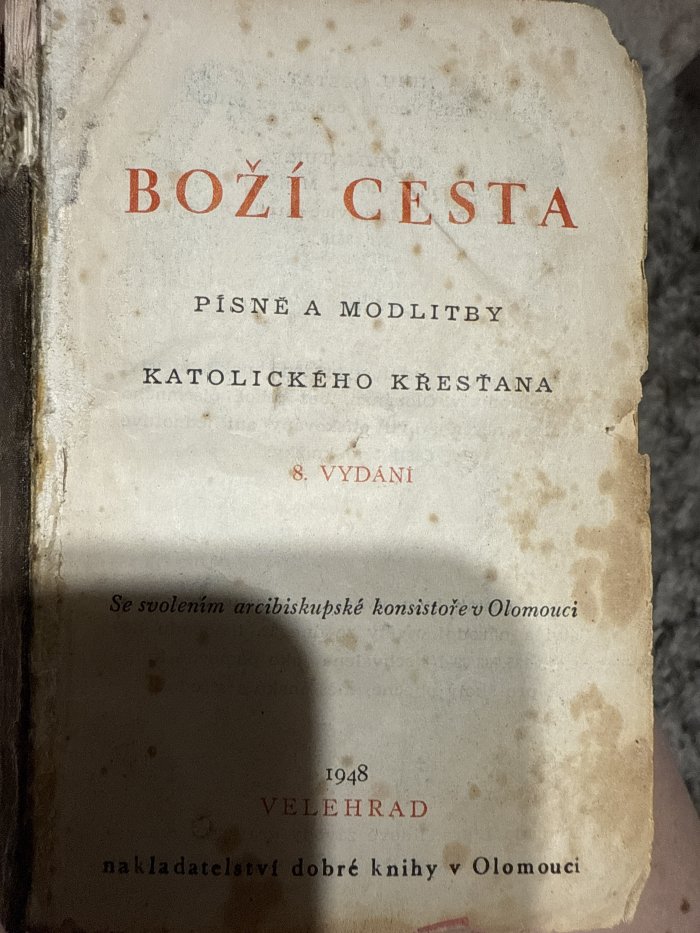 BOŽÍ CESTA
PÍSNĚ A MODLITBY
KATOLICKÉHO KŘESŤANA
8. VYDÁNÍ
Se svolením arcibiskupské konsistoře v Olomouci
1948
VELEHRAD
nakladatelství dobré knihy v Olomouci